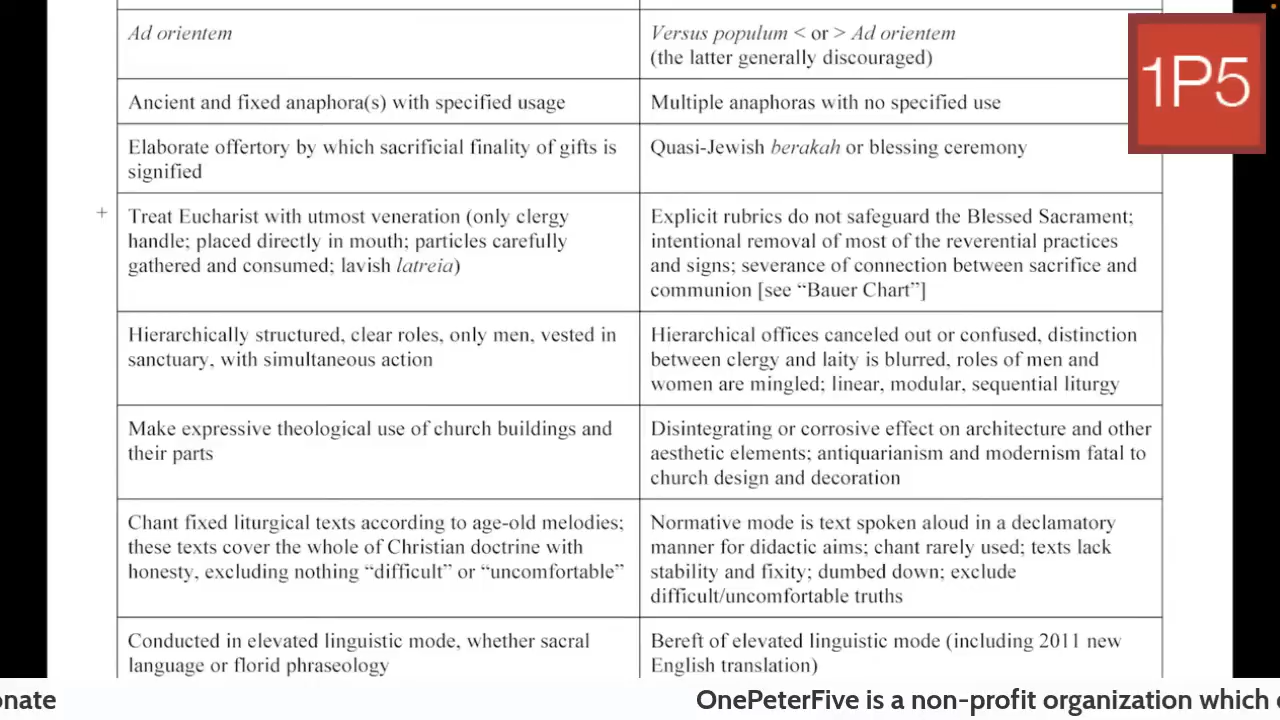 Ad orientem
Versus populum < or > Ad orientem
(the latter generally discouraged)
1P5
Ancient and fixed anaphora(s) with specified usage
Multiple anaphoras with no specified use
Elaborate offertory by which sacrificial finality of gifts is
signified
Quasi-Jewish berakah or blessing ceremony
Treat Eucharist with utmost veneration (only clergy
handle; placed directly in mouth; particles carefully
gathered and consumed; lavish latreia)
Explicit rubrics do not safeguard the Blessed Sacrament;
intentional removal of most of the reverential practices
and signs; severance of connection between sacrifice and
communion [see “Bauer Chart”]
Hierarchically structured, clear roles, only men, vested in
sanctuary, with simultaneous action
Hierarchical offices canceled out or confused, distinction
between clergy and laity is blurred, roles of men and
women are mingled; linear, modular, sequential liturgy
Make expressive theological use of church buildings and
their parts
Disintegrating or corrosive effect on architecture and other
aesthetic elements; antiquarianism and modernism fatal to
church design and decoration
Chant fixed liturgical texts according to age-old melodies;
these texts cover the whole of Christian doctrine with
honesty, excluding nothing “difficult” or “uncomfortable”
Normative mode is text spoken aloud in a declamatory
manner for didactic aims; chant rarely used; texts lack
stability and fixity; dumbed down; exclude
difficult/uncomfortable truths
Conducted in elevated linguistic mode, whether sacral
language or florid phraseology
Bereft of elevated linguistic mode (including 2011 new
English translation)
onate
OnePeterFive is a non-profit organization which